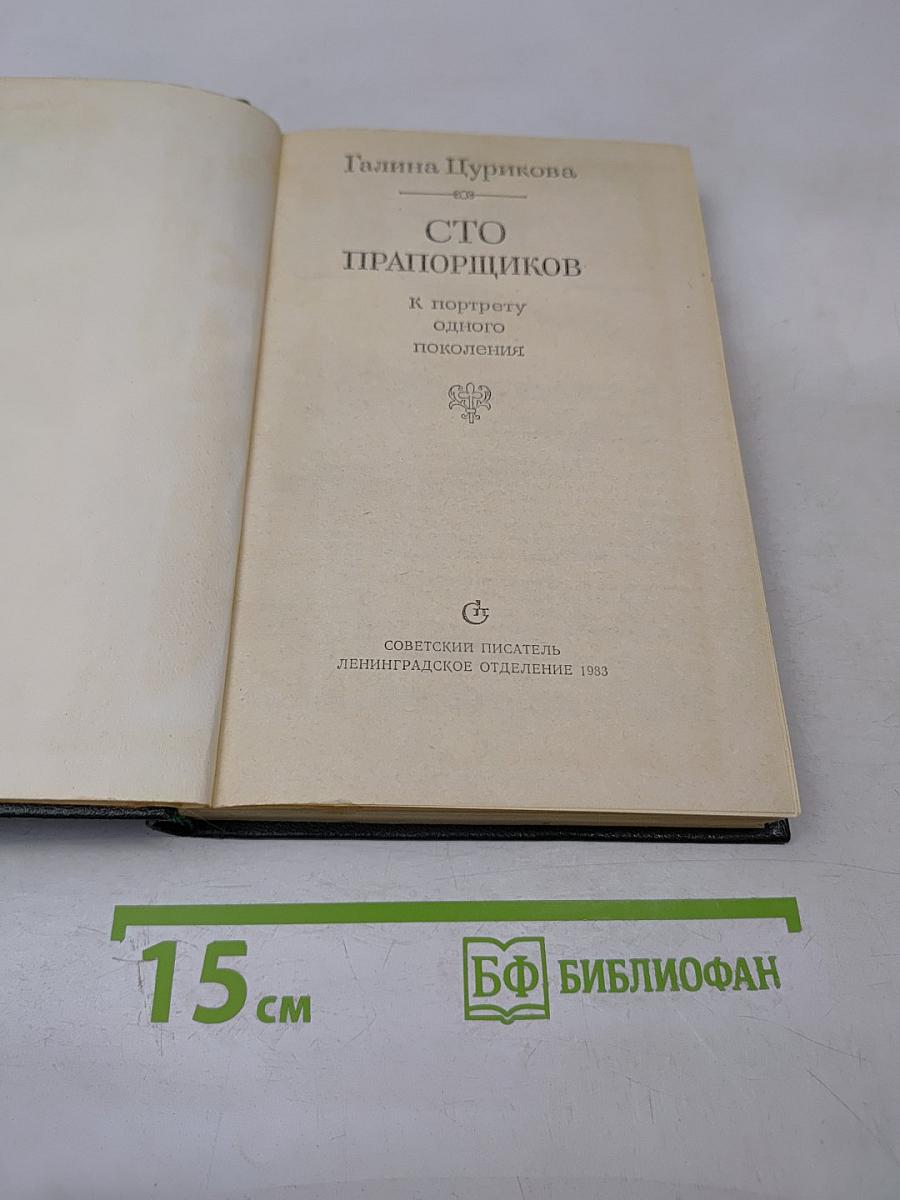 Галина Цурикова
СТО
ПРАПОРЩИКОВ
К портрету
одного
поколения
СОВЕТСКИЙ ПИСАТЕЛЬ
ЛЕНИНГРАДСКОЕ ОТДЕЛЕНИЕ 1983
15 см
БФ БИБЛИОФАН